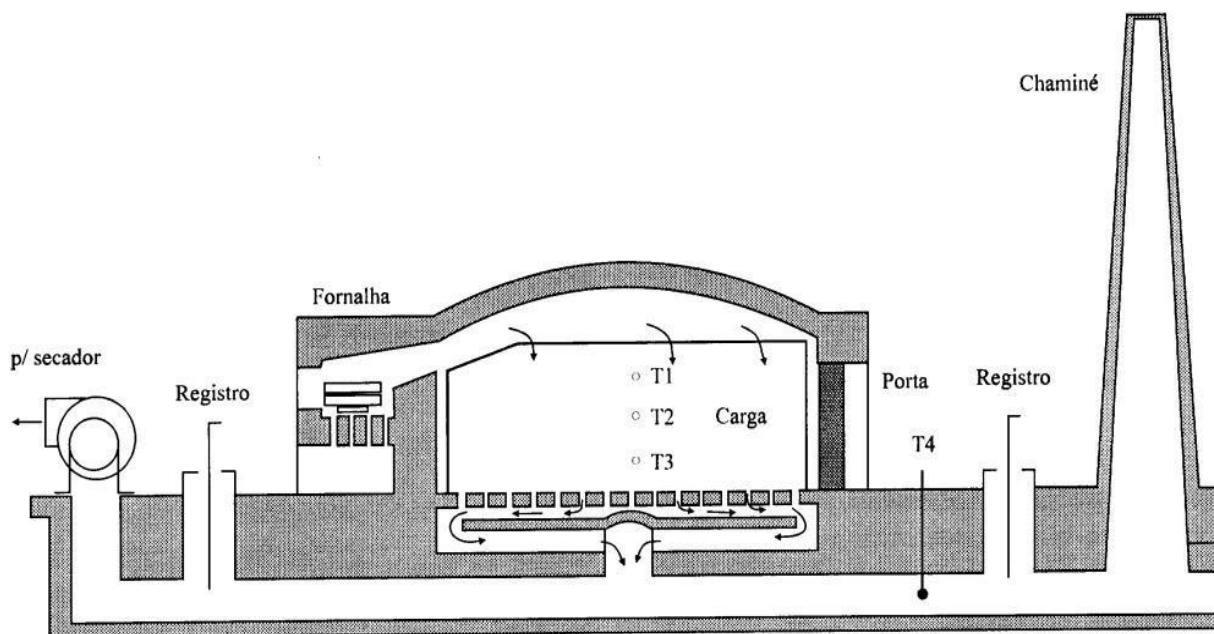 Chaminé
Fornalha
p/ secador
Registro
T1
Porta
Registro
T2
Carga
T4
T3